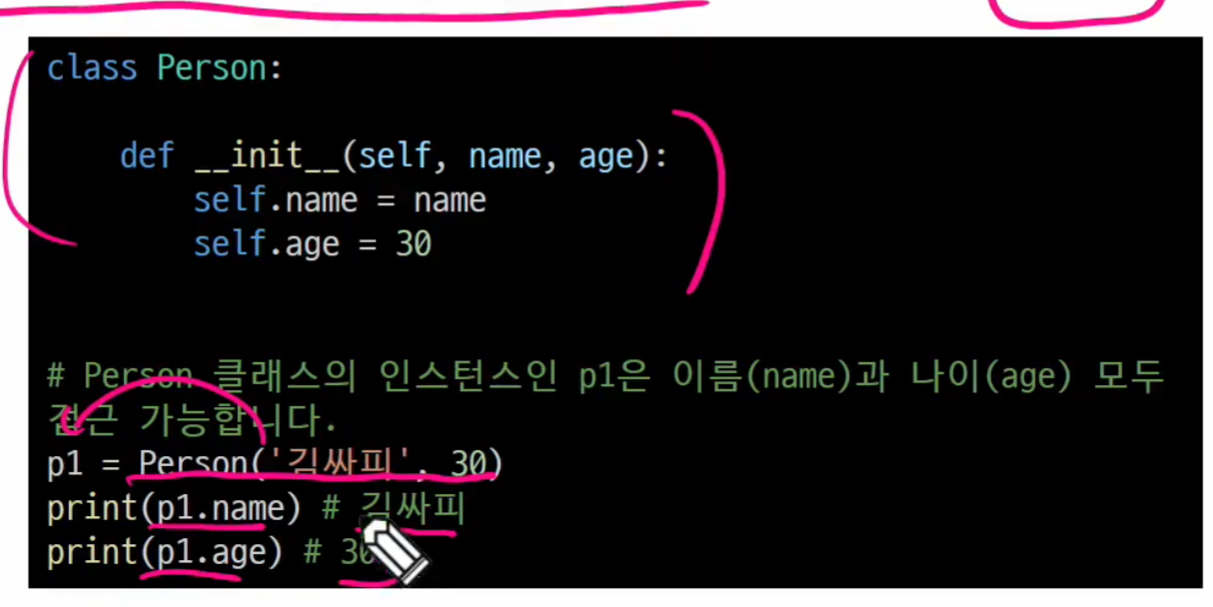 class Person:
def __init__(self, name, age):
self.name = name
self.age = 30
# Person 클래스의 인스턴스인 p1은 이름(name)과 나이(age) 모두
접근 가능합니다.
p1 = Person('김싸피', 30)
print(p1.name) # 김싸피
print(p1.age) # 30